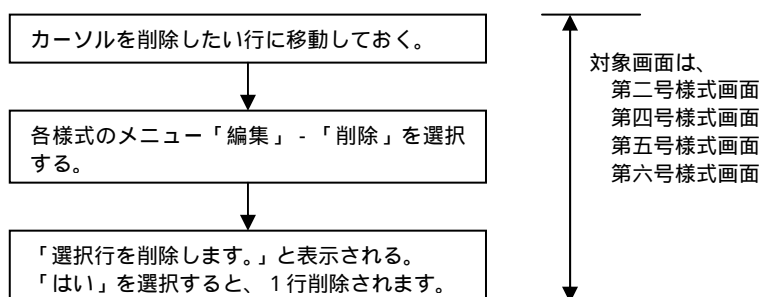 カーソルを削除したい行に移動しておく。
各様式のメニュー「編集」-「削除」を選択
する。
「選択行を削除します。」と表示される。
「はい」を選択すると、1行削除されます。
対象画面は、
第二号様式画面
第四号様式画面
第五号様式画面
第六号様式画面